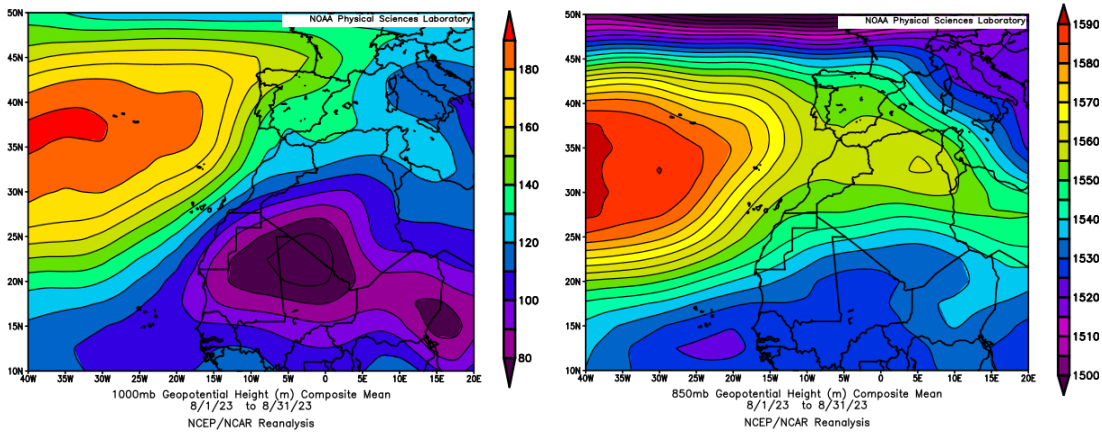 NOAA Physical Sciences Laboratory
50N
45N
40N
35N
30N
25N
20N
15N
10N
40W 35W 30W 25W 20W 15W 10W 5W 0 5E 10E 15E 20E
180
160
140
120
100
80
1000mb Geopotential Height (m) Composite Mean
8/1/23 to 8/31/23
NCEP/NCAR Reanalysis
NOAA Physical Sciences Laboratory
50N
45N
40N
35N
30N
25N
20N
15N
10N
40W 35W 30W 25W 20W 15W 10W 5W 0 5E 10E 15E 20E
1590
1580
1570
1560
1550
1540
1530
1520
1510
1500
850mb Geopotential Height (m) Composite Mean
8/1/23 to 8/31/23
NCEP/NCAR Reanalysis